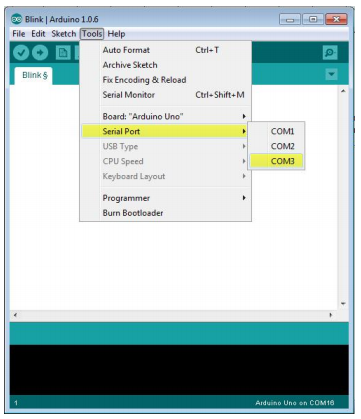 Blink | Arduino 1.0.6
File Edit Sketch Tools Help
Blink §
Auto Format Ctrl+T
Archive Sketch
Fix Encoding & Reload
Serial Monitor Ctrl+Shift+M
Board: "Arduino Uno"
Serial Port
USB Type
CPU Speed
Keyboard Layout
Programmer
Burn Bootloader
COM1
COM2
COM3
1 Arduino Uno on COM16